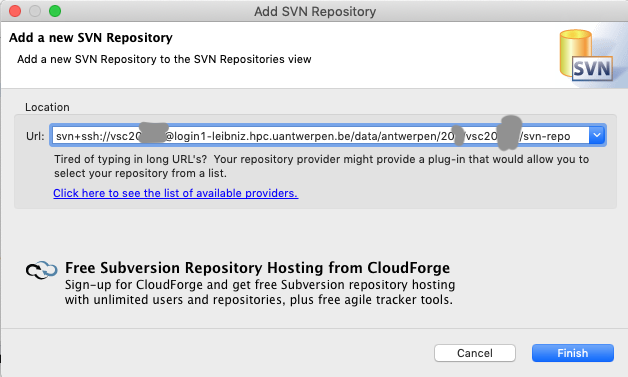 Add SVN Repository
Add a new SVN Repository
Add a new SVN Repository to the SVN Repositories view
SVN
Location
Url: svn+ssh://vsc20 @login1-leibniz.hpc.uantwerpen.be/data/antwerpen/20 /vsc20 /svn-repo
Tired of typing in long URL's? Your repository provider might provide a plug-in that would allow you to
select your repository from a list.
Click here to see the list of available providers.
Free Subversion Repository Hosting from CloudForge
Sign-up for CloudForge and get free Subversion repository hosting
with unlimited users and repositories, plus free agile tracker tools.
Cancel Finish